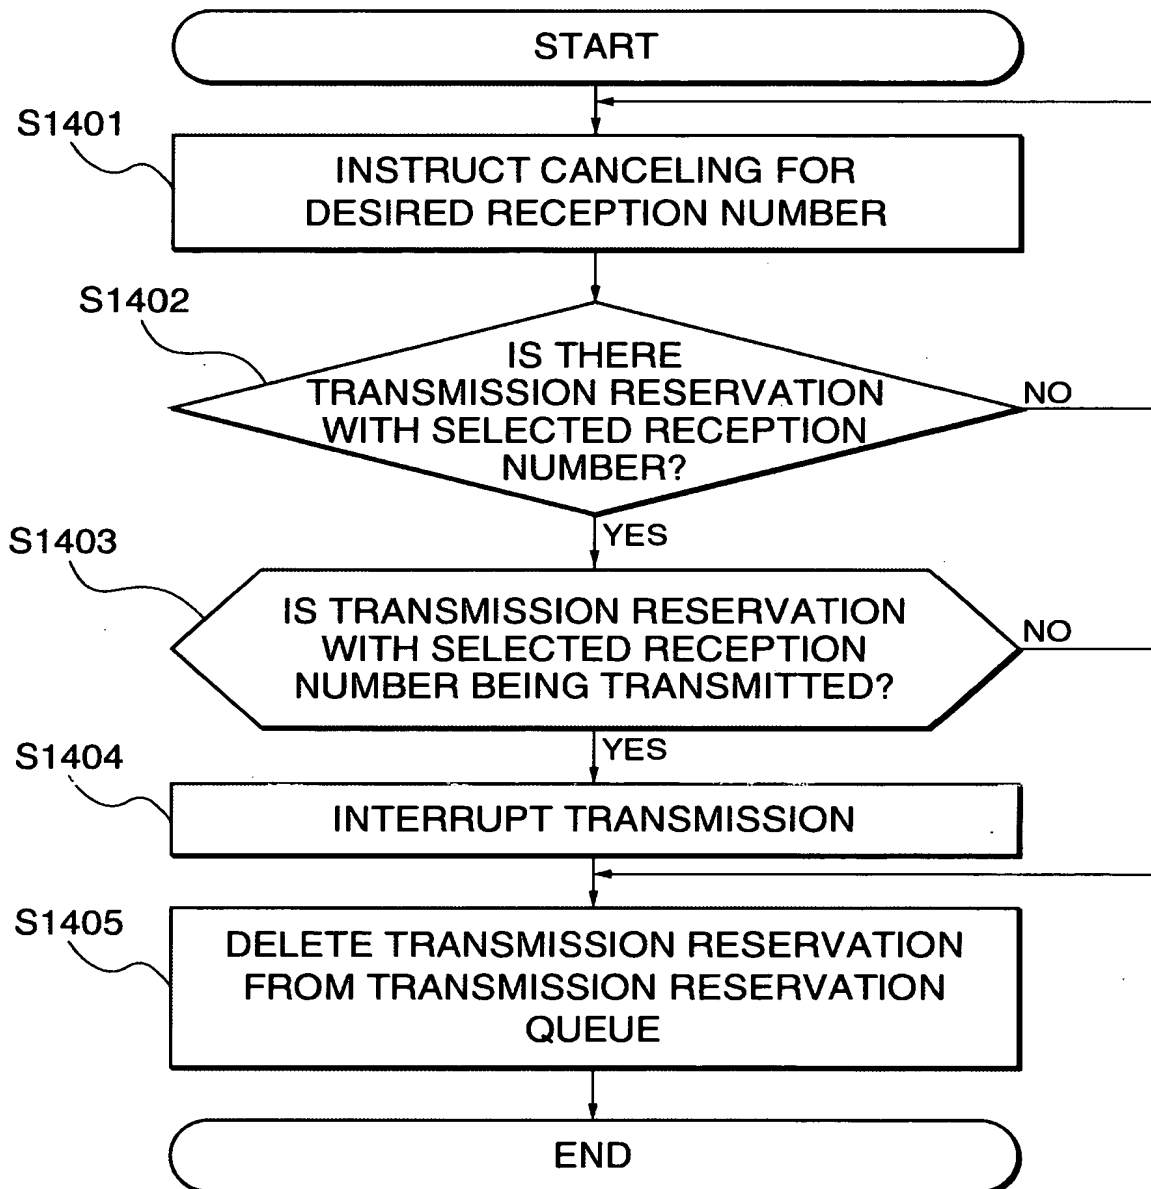 START
S1401
INSTRUCT CANCELING FOR
DESIRED RECEPTION NUMBER
S1402
IS THERE
TRANSMISSION RESERVATION
WITH SELECTED RECEPTION
NUMBER?
NO
YES
S1403
IS TRANSMISSION RESERVATION
WITH SELECTED RECEPTION
NUMBER BEING TRANSMITTED?
NO
YES
S1404
INTERRUPT TRANSMISSION
S1405
DELETE TRANSMISSION RESERVATION
FROM TRANSMISSION RESERVATION
QUEUE
END